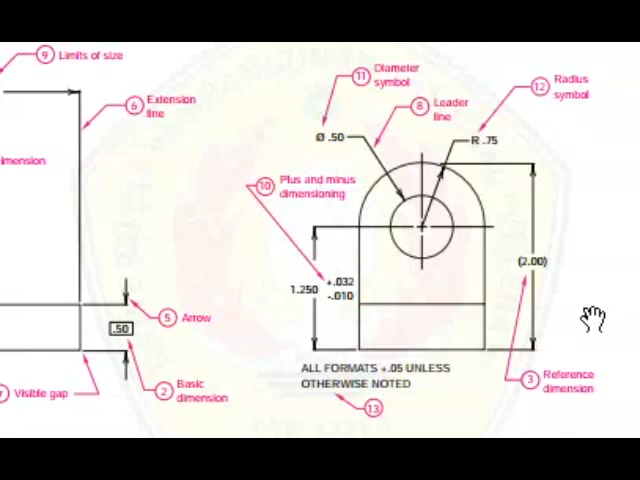 9 Limits of size
6 Extension
line
imension
.50
5 Arrow
Visible gap
2 Basic
dimension
11 Diameter
symbol
8 Leader
line
12 Radius
symbol
Ø .50
R .75
10 Plus and minus
dimensioning
1.250 +.032
-.010
(2.00)
3 Reference
dimension
ALL FORMATS +.05 UNLESS
OTHERWISE NOTED
13